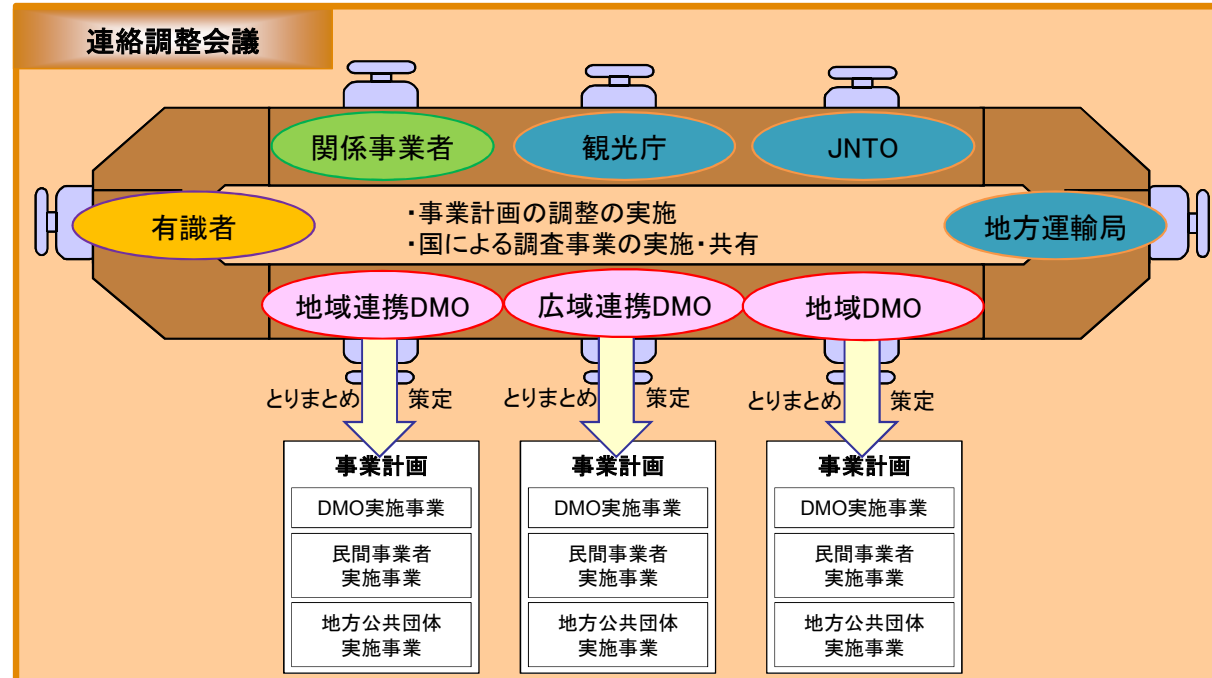 連絡調整会議
関係事業者
観光庁
JNTO
有識者
・事業計画の調整の実施
・国による調査事業の実施・共有
地方運輸局
地域連携DMO
広域連携DMO
地域DMO
とりまとめ
策定
とりまとめ
策定
とりまとめ
策定
事業計画
DMO実施事業
民間事業者
実施事業
地方公共団体
実施事業
事業計画
DMO実施事業
民間事業者
実施事業
地方公共団体
実施事業
事業計画
DMO実施事業
民間事業者
実施事業
地方公共団体
実施事業